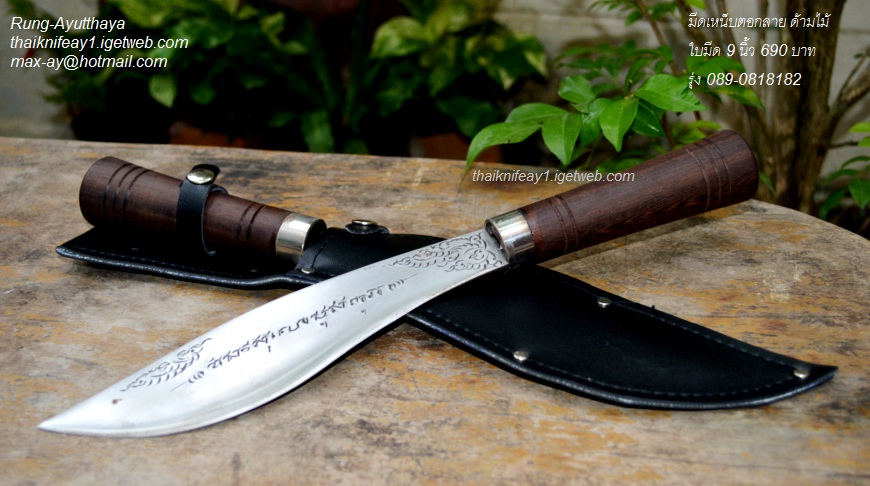 Rung-Ayutthaya
thaiknifeay1.igetweb.com
max-ay@hotmail.com
มีดเหน็บตอกลาย ด้ามไม้
ใบมีด 9 นิ้ว 690 บาท
รุ่ง 089-0818182
thaiknifeay1.igetweb.com